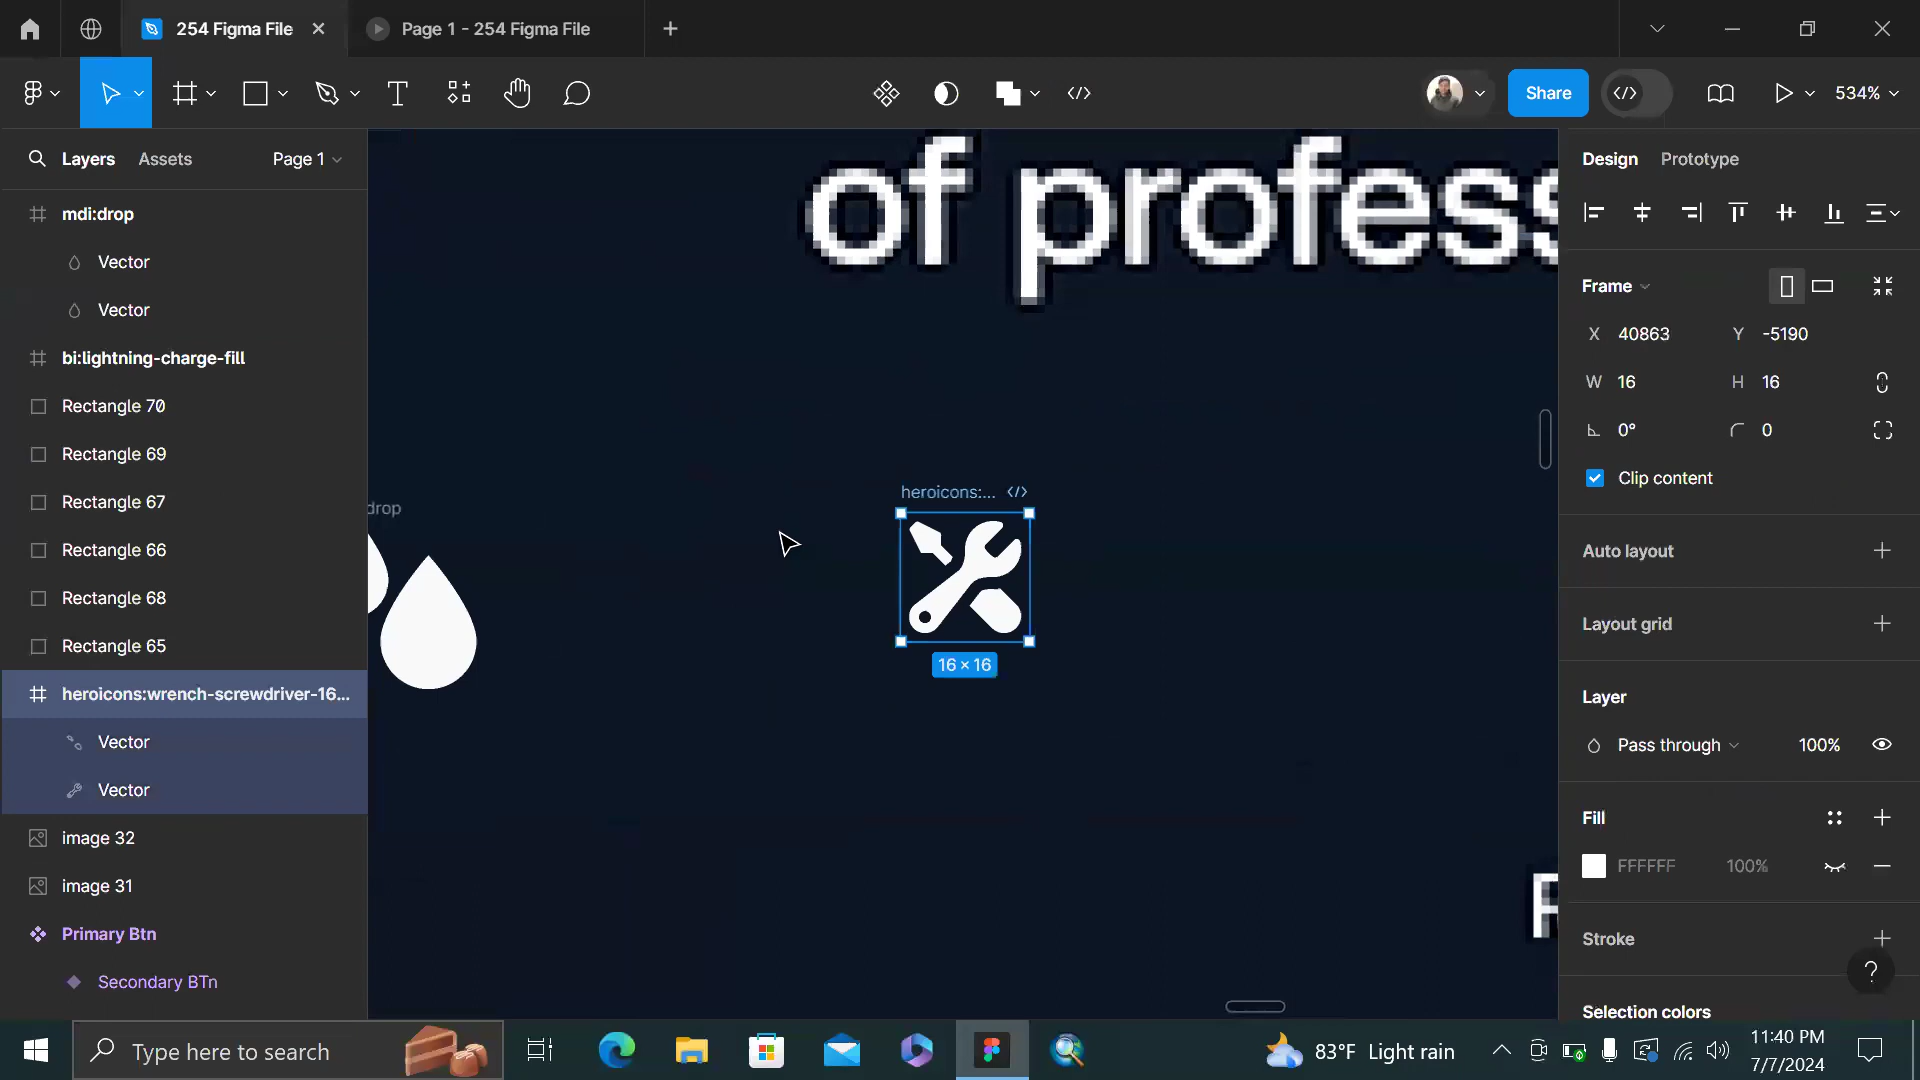 254 Figma File
Page 1 - 254 Figma File
Share
534%
Layers
Assets
Page 1
mdi:drop
Vector
Vector
bi:lightning-charge-fill
Rectangle 70
Rectangle 69
Rectangle 67
Rectangle 66
Rectangle 68
Rectangle 65
heroicons:wrench-screwdriver-16...
Vector
Vector
image 32
image 31
Primary Btn
Secondary BTn
of profess
drop
heroicons:...
16 × 16
Design
Prototype
Frame
X 40863 Y -5190
W 16 H 16
0° 0
Clip content
Auto layout
Layout grid
Layer
Pass through 100%
Fill
FFFFFF 100%
Stroke
?
Selection colors
Type here to search
83°F Light rain
11:40 PM
7/7/2024